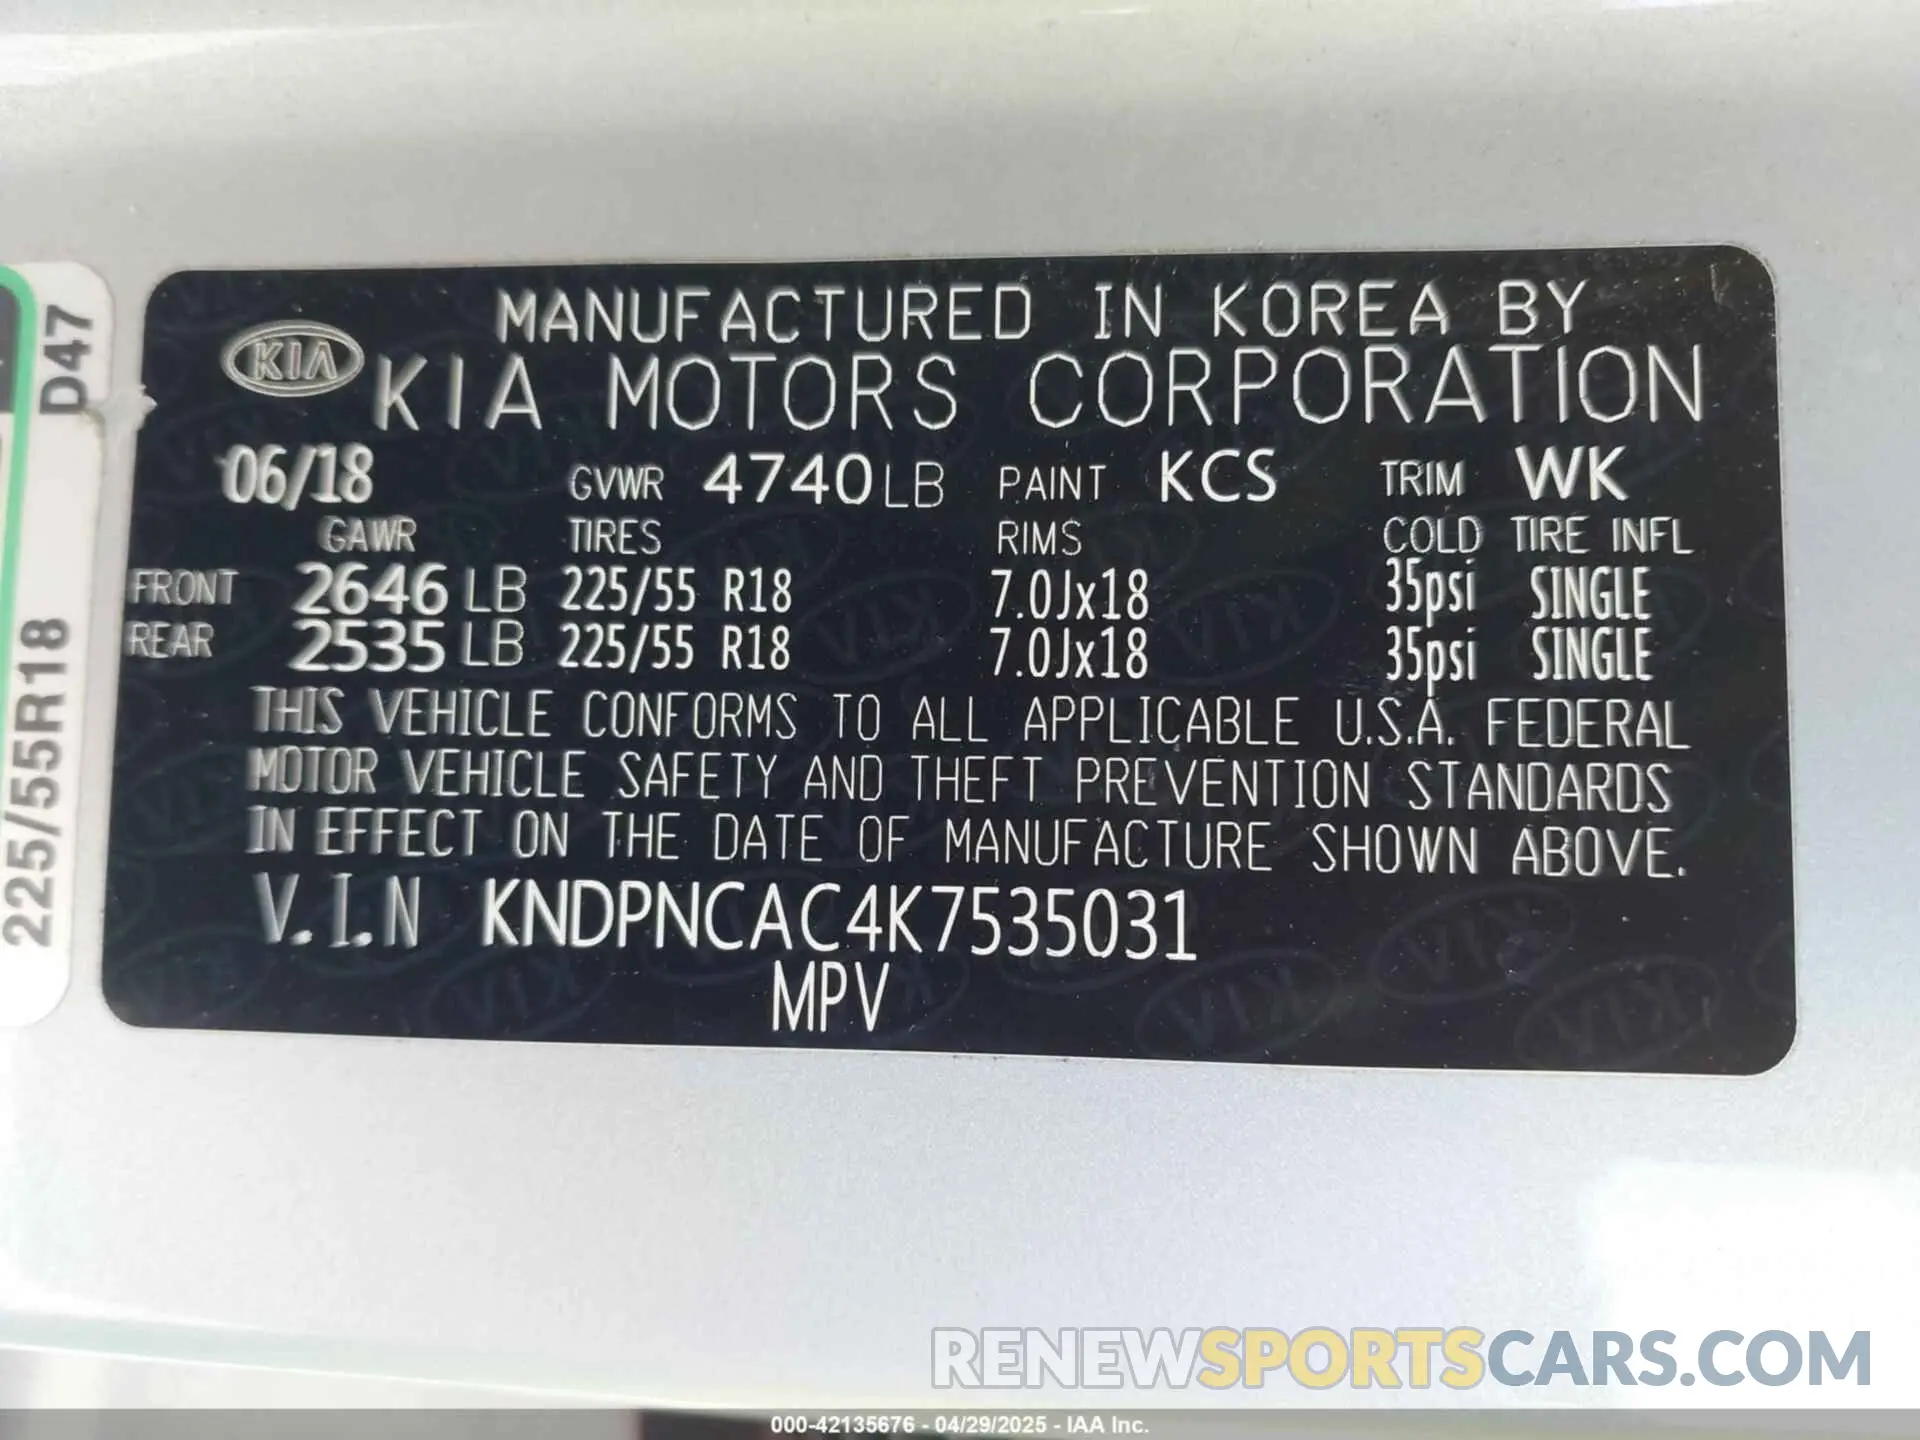 MANUFACTURED IN KOREA BY
KIA KIA MOTORS CORPORATION
06/18 GVWR 4740LB PAINT KCS TRIM WK
GAWR TIRES RIMS COLD TIRE INFL
FRONT 2646 LB 225/55 R18 7.0Jx18 35psi SINGLE
REAR 2535 LB 225/55 R18 7.0Jx18 35psi SINGLE
THIS VEHICLE CONFORMS TO ALL APPLICABLE U.S.A. FEDERAL
MOTOR VEHICLE SAFETY AND THEFT PREVENTION STANDARDS
IN EFFECT ON THE DATE OF MANUFACTURE SHOWN ABOVE.
V.I.N KNDPNCAC4K7535031
MPV
D47
225/55R18
RENEWSPORTSCARS.COM
000-42135676 - 04/29/2025 - IAA Inc.